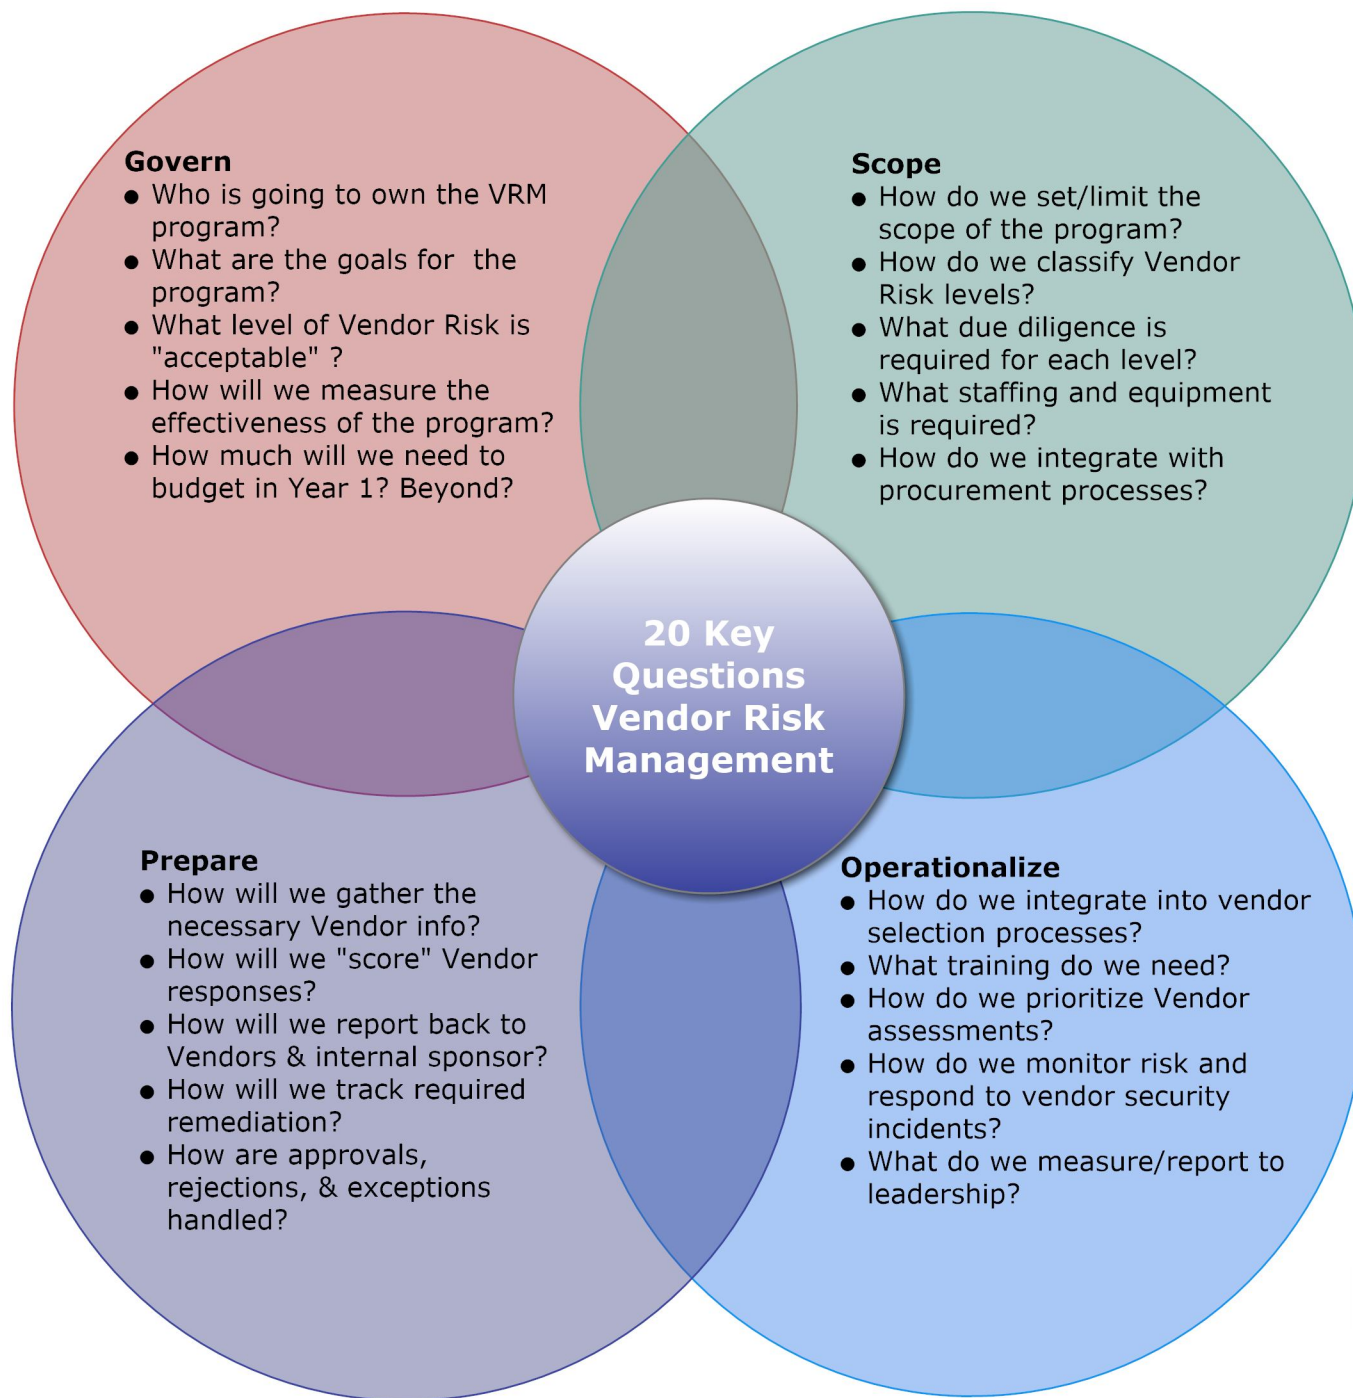 Govern
● Who is going to own the VRM
program?
● What are the goals for  the
program?
● What level of Vendor Risk is
"acceptable" ?
● How will we measure the
effectiveness of the program?
● How much will we need to
budget in Year 1? Beyond?
Scope
● How do we set/limit the
scope of the program?
● How do we classify Vendor
Risk levels?
● What due diligence is
required for each level?
● What staffing and equipment
is required?
● How do we integrate with
procurement processes?
20 Key
Questions
Vendor Risk
Management
Prepare
● How will we gather the
necessary Vendor info?
● How will we "score" Vendor
responses?
● How will we report back to
Vendors & internal sponsor?
● How will we track required
remediation?
● How are approvals,
rejections, & exceptions
handled?
Operationalize
● How do we integrate into vendor
selection processes?
● What training do we need?
● How do we prioritize Vendor
assessments?
● How do we monitor risk and
respond to vendor security
incidents?
● What do we measure/report to
leadership?